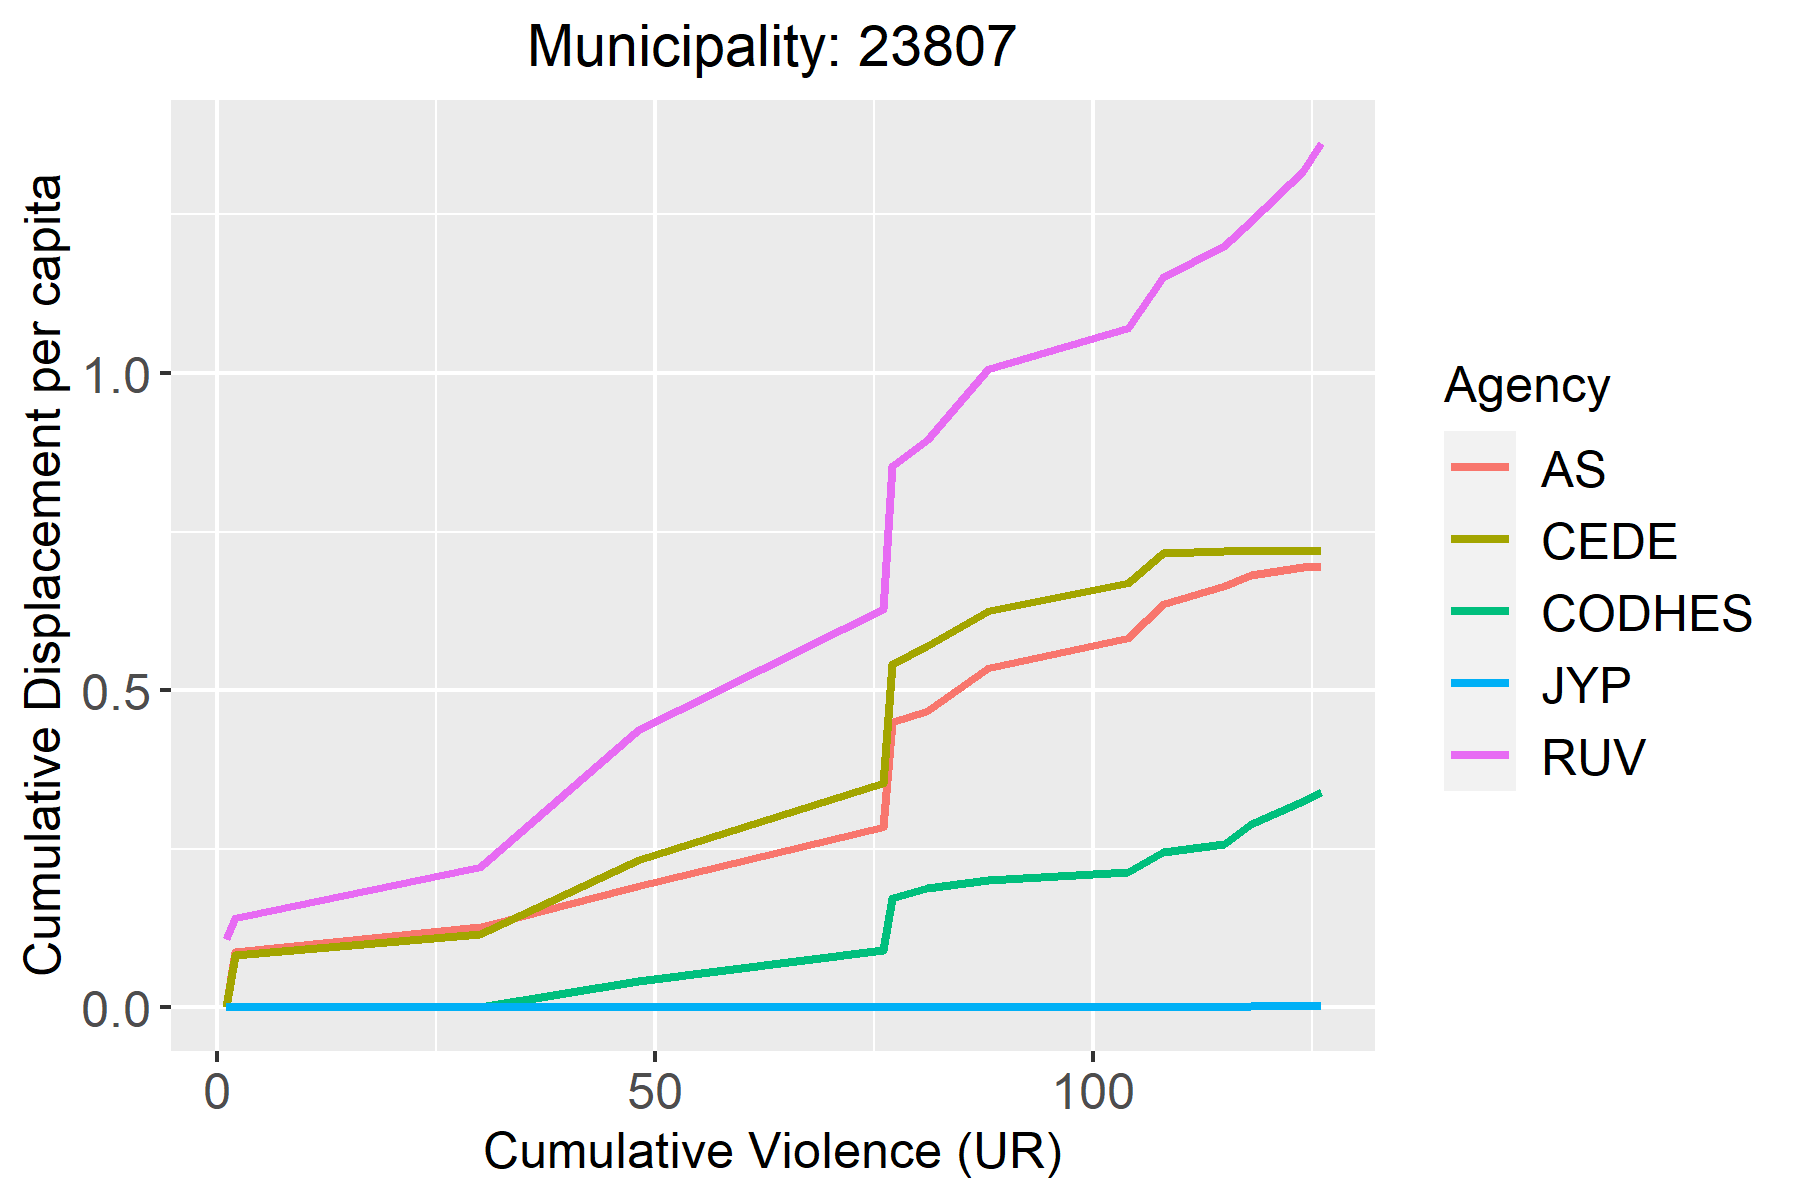 Municipality: 23807
Cumulative Displacement per capita
1.0
0.5
0.0
0
50
100
Cumulative Violence (UR)
Agency
AS
CEDE
CODHES
JYP
RUV